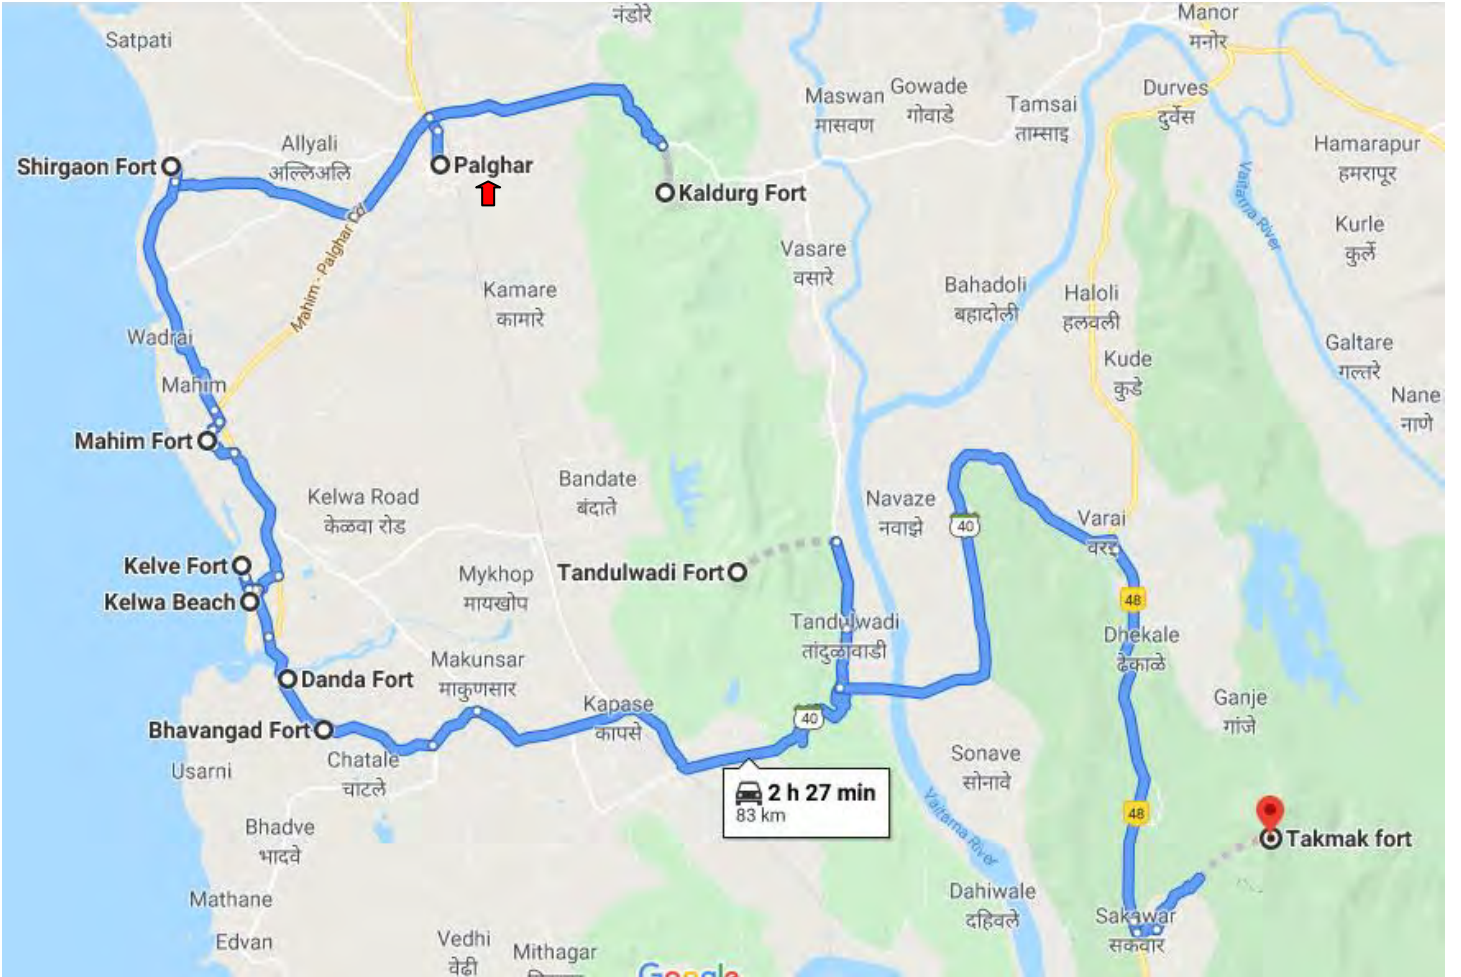 नंडोरे
Manor
मनोर
Satpati
Durves
दुर्वेस
Gowade
गोवाडे
Maswan
मासवण
Tamsai
ताम्साइ
Hamarapur
हमरापूर
Allyali
अल्लिअलि
Shirgaon Fort
Palghar
Kaldurg Fort
Vaitarna River
Mahim - Palghar Rd
Kurle
कुर्ले
Vasare
वसारे
Kamare
कामारे
Bahadoli
बहादोली
Haloli
हलवली
Wadrai
Galtare
गल्तरे
Kude
कुडे
Mahim
Nane
नाणे
Mahim Fort
Bandate
बंदाते
Kelwa Road
केळवा रोड
Navaze
नवाझे
40
Varai
वरई
Kelve Fort
Tandulwadi Fort
Mykhop
मायखोप
Kelwa Beach
48
Tandulwadi
तांदुळवाडी
Dhekale
ढेकाळे
Makunsar
माकुणसार
Danda Fort
Ganje
गांजे
Kapase
कापसे
40
Bhavangad Fort
Chatale
चाटले
Usarni
Sonave
सोनावे
2 h 27 min
83 km
Vaitarna River
48
Bhadve
भादवे
Takmak fort
Mathane
Dahiwale
दहिवले
Sakawar
सकवार
Edvan
Vedhi
वेढी
Mithagar
Google